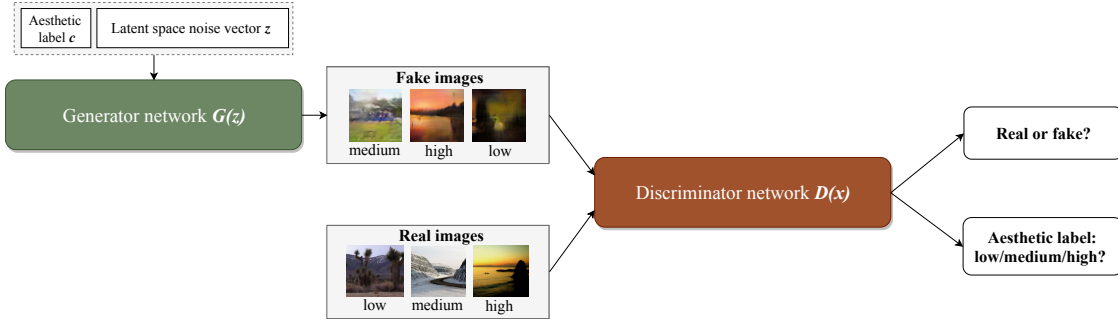 Aesthetic
label c
Latent space noise vector z
Generator network G(z)
Fake images
medium
high
low
Real images
low
medium
high
Discriminator network D(x)
Real or fake?
Aesthetic label:
low/medium/high?